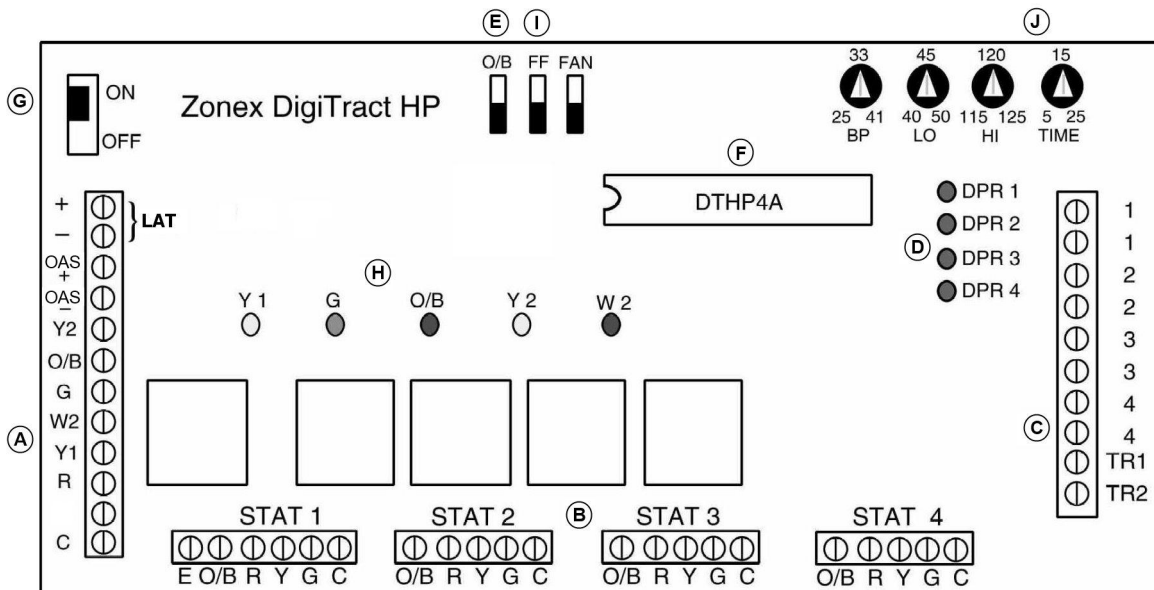 E I J
O/B FF FAN 33 45 120 15
G ON Zonex DigiTract HP
OFF
25 41 40 50 115 125 5 25
BP LO HI TIME
F
DTHP4A
DPR 1
DPR 2
D DPR 3
DPR 4
+ LAT
−
OAS
+
OAS
−
Y2
O/B
G
W2
A Y1
R
C
H
Y 1 G O/B Y 2 W 2
1
1
2
2
3
3
4
C 4
TR1
TR2
B
STAT 1 STAT 2 STAT 3 STAT 4
E O/B R Y G C O/B R Y G C O/B R Y G C O/B R Y G C